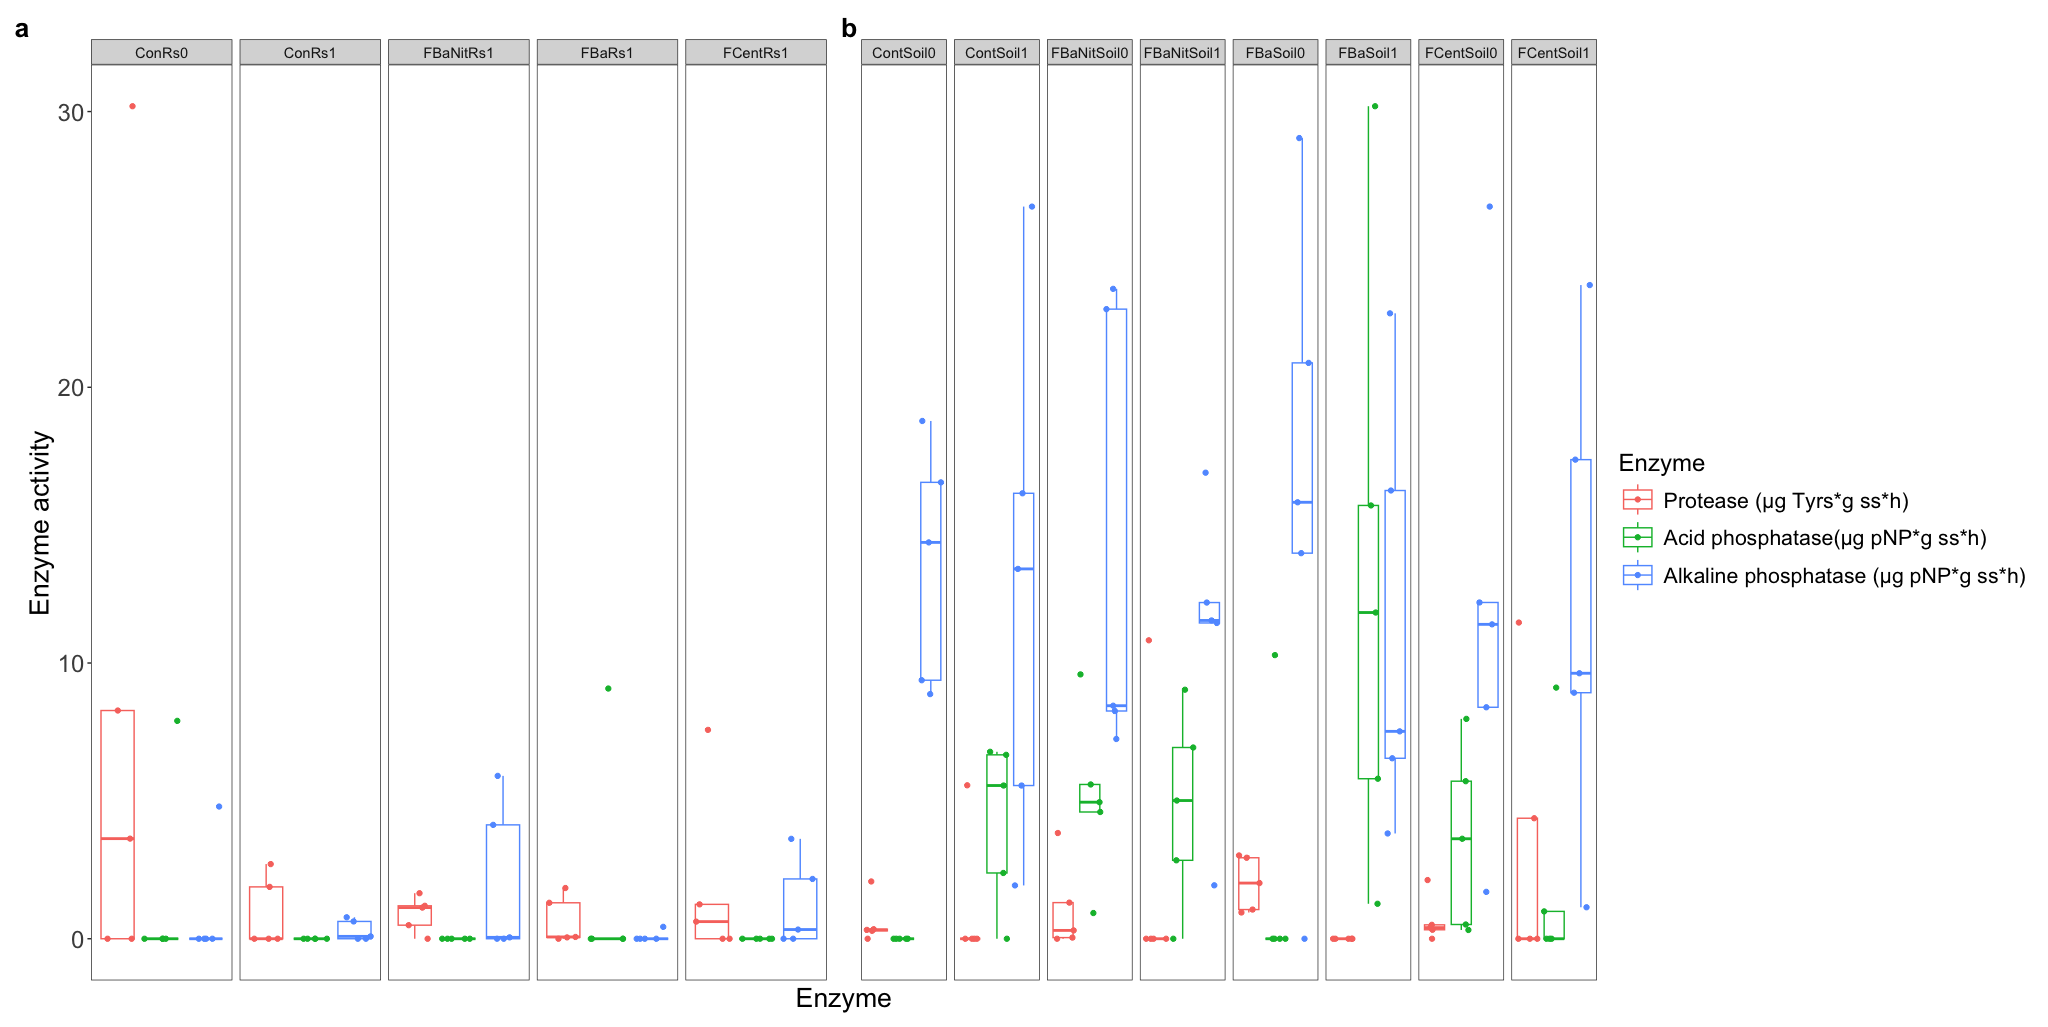 a
b
ConRs0 ConRs1 FBaNitRs1 FBaRs1 FCentRs1
ContSoil0 ContSoil1 FBaNitSoil0 FBaNitSoil1 FBaSoil0 FBaSoil1 FCentSoil0 FCentSoil1
30
20
10
0
Enzyme activity
Enzyme
Enzyme
Protease (µg Tyrs*g ss*h)
Acid phosphatase(µg pNP*g ss*h)
Alkaline phosphatase (µg pNP*g ss*h)